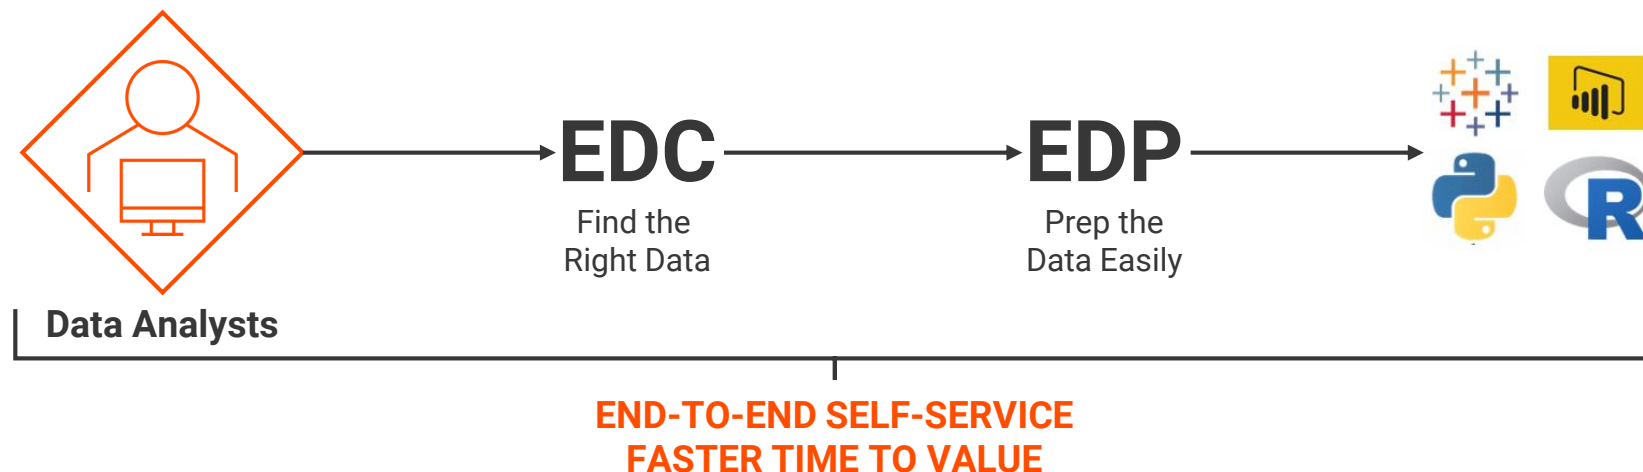 EDC
Find the
Right Data
EDP
Prep the
Data Easily
R
Data Analysts
END-TO-END SELF-SERVICE
FASTER TIME TO VALUE